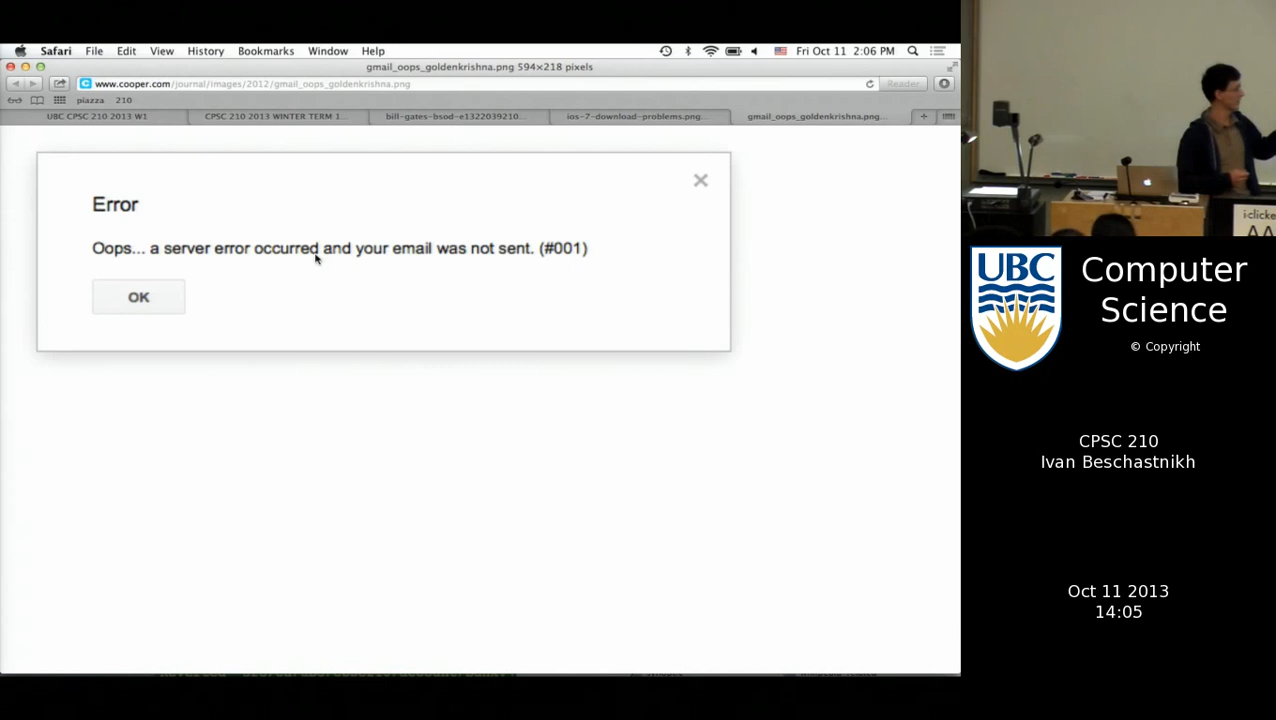 Safari File Edit View History Bookmarks Window Help Fri Oct 11 2:06 PM
gmail_oops_goldenkrishna.png 594×218 pixels
www.cooper.com/journal/images/2012/gmail_oops_goldenkrishna.png Reader
piazza 210
UBC CPSC 210 2013 W1 CPSC 210 2013 WINTER TERM 1... bill-gates-bsod-e1322039210... ios-7-download-problems.png... gmail_oops_goldenkrishna.png...
Error
Oops... a server error occurred and your email was not sent. (#001)
OK
i-clicke
UBC
Computer
Science
© Copyright
CPSC 210
Ivan Beschastnikh
Oct 11 2013
14:05